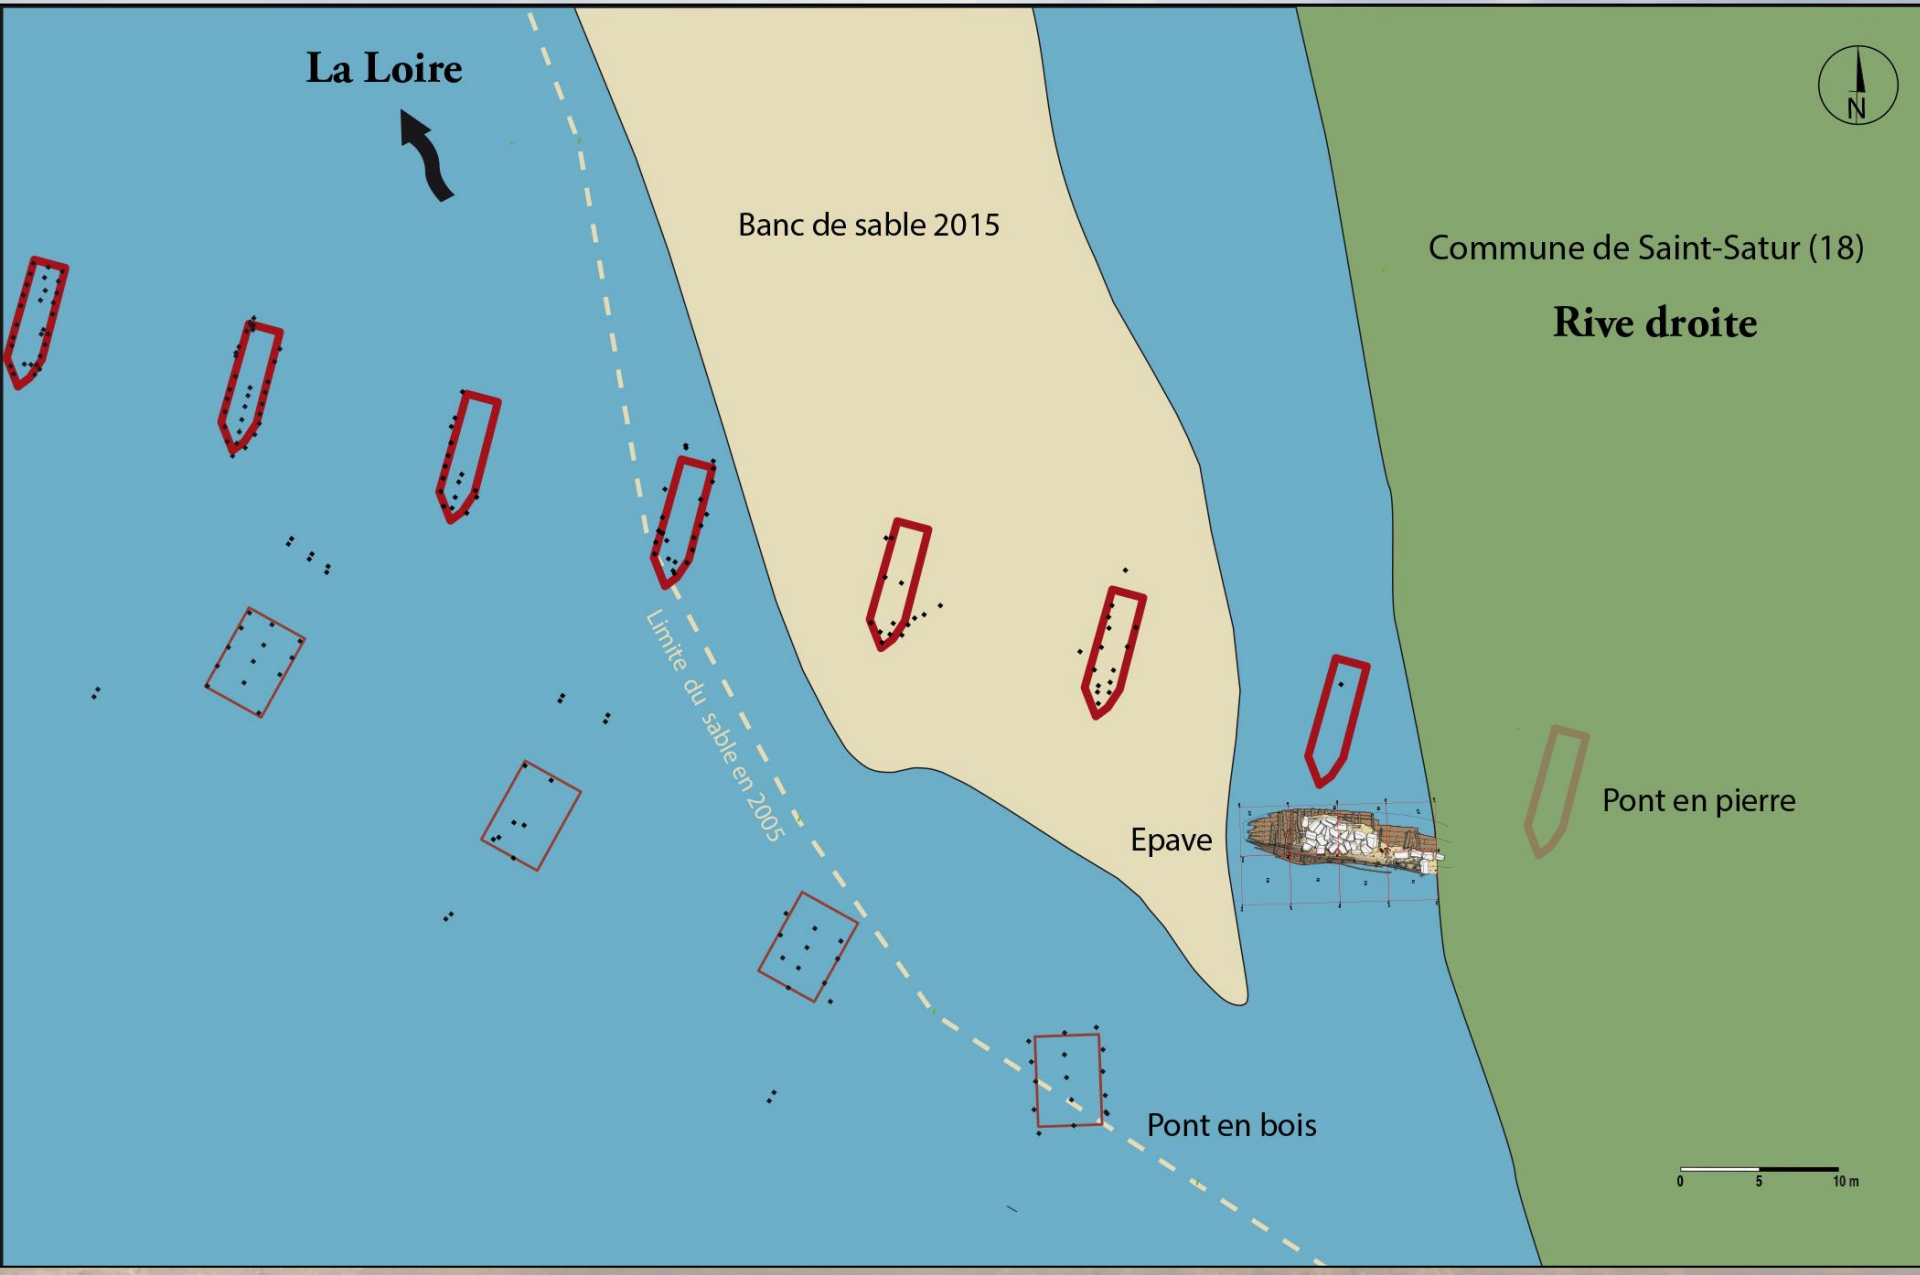 La Loire
N
Banc de sable 2015
Commune de Saint-Satur (18)
Rive droite
Limite du sable en 2005
Epave
Pont en pierre
Pont en bois
0 5 10 m